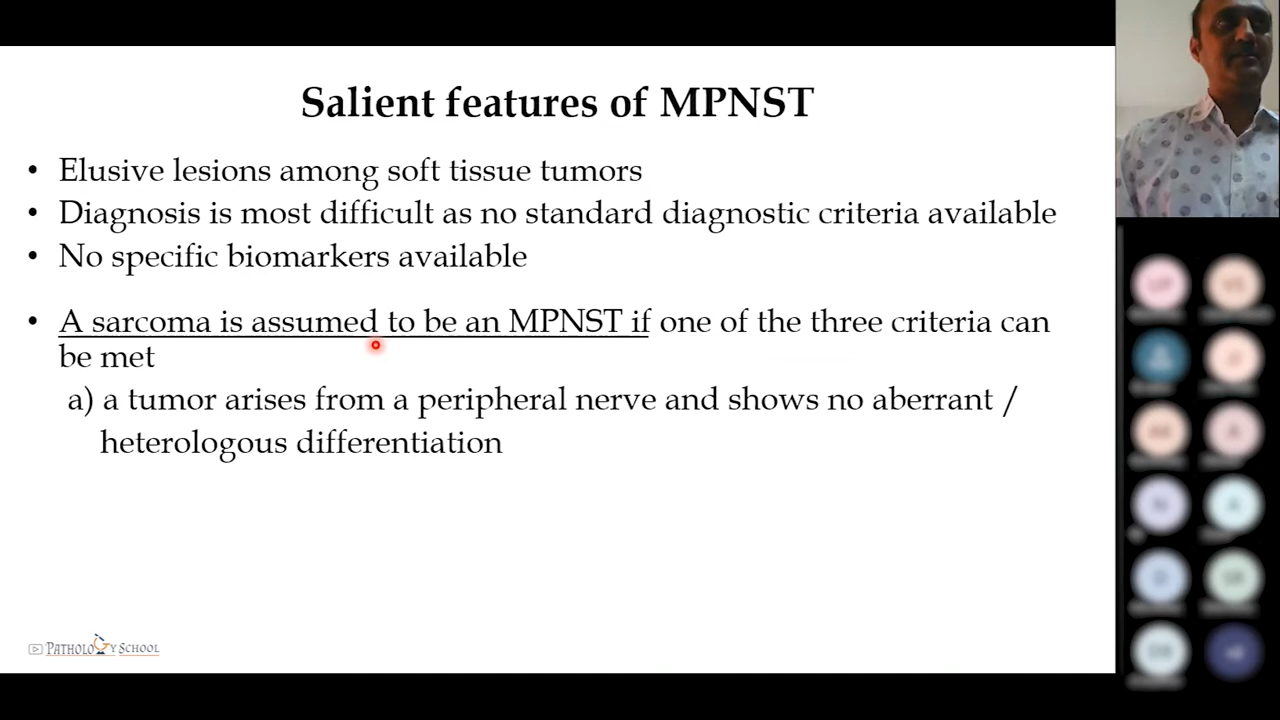 Salient features of MPNST
• Elusive lesions among soft tissue tumors
• Diagnosis is most difficult as no standard diagnostic criteria available
• No specific biomarkers available
• A sarcoma is assumed to be an MPNST if one of the three criteria can
be met
a) a tumor arises from a peripheral nerve and shows no aberrant /
heterologous differentiation
PATHOLOGY SCHOOL